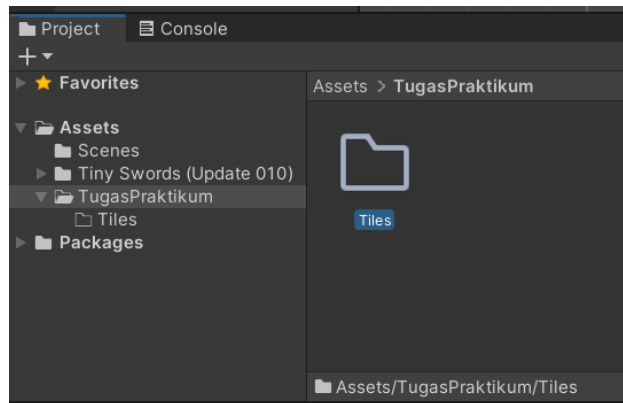 Project
Console
Favorites
Assets
Scenes
Tiny Swords (Update 010)
TugasPraktikum
Tiles
Packages
Assets > TugasPraktikum
Tiles
Assets/TugasPraktikum/Tiles